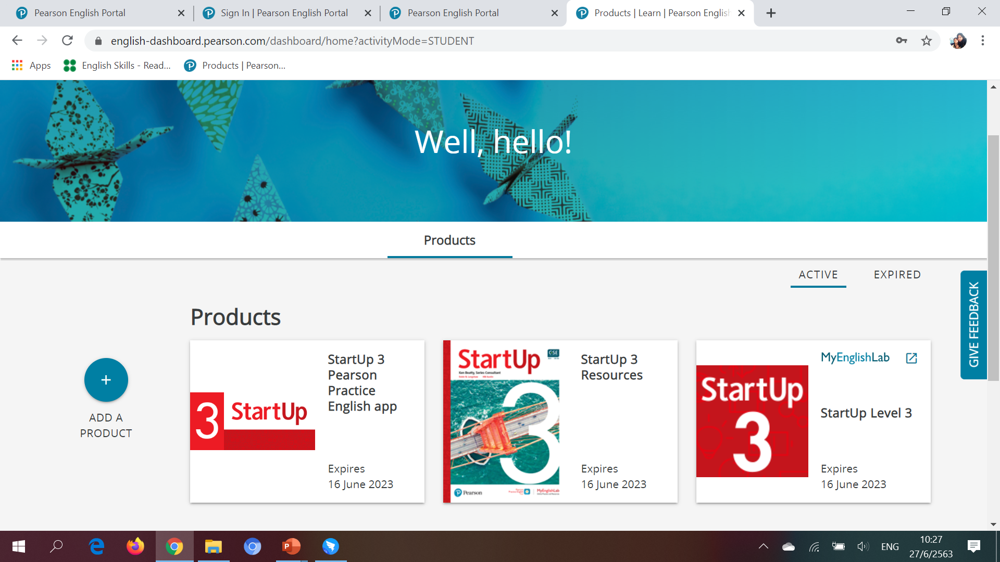 Pearson English Portal
Sign In | Pearson English Portal
Pearson English Portal
Products | Learn | Pearson English
english-dashboard.pearson.com/dashboard/home?activityMode=STUDENT
Apps
English Skills - Read...
Products | Pearson...
Well, hello!
Products
ACTIVE
EXPIRED
GIVE FEEDBACK
Products
+
ADD A
PRODUCT
3 StartUp
StartUp 3
Pearson
Practice
English app
Expires
16 June 2023
StartUp
GSE
Ken Beatty, Series Consultant
3
Pearson
MyEnglishLab
StartUp 3
Resources
Expires
16 June 2023
StartUp
3
MyEnglishLab
StartUp Level 3
Expires
16 June 2023
ENG
10:27
27/6/2563